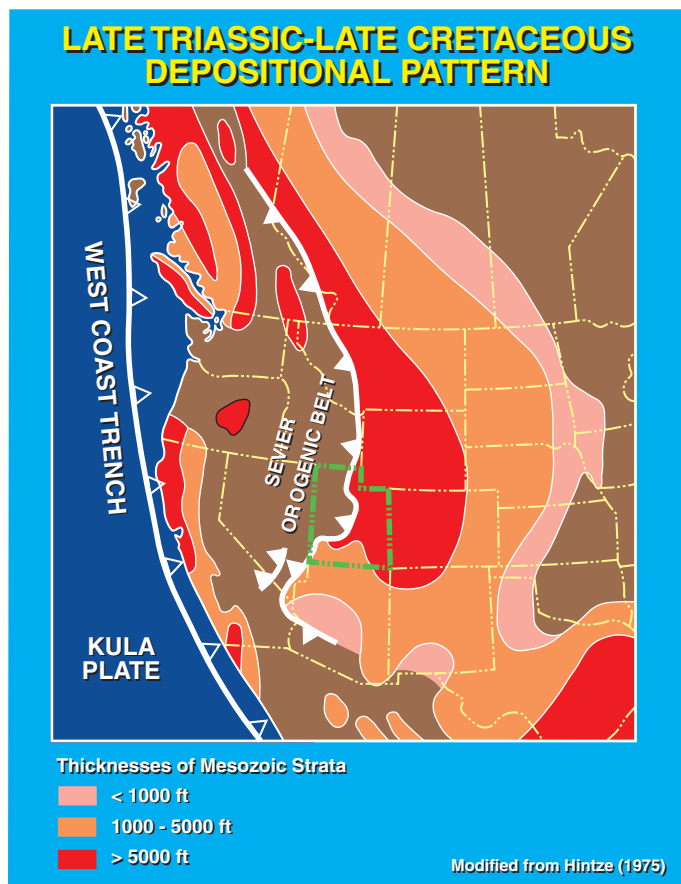 LATE TRIASSIC-LATE CRETACEOUS
DEPOSITIONAL PATTERN
WEST COAST TRENCH
SEVIER
OROGENIC BELT
KULA
PLATE
Thicknesses of Mesozoic Strata
< 1000 ft
1000 - 5000 ft
> 5000 ft
Modified from Hintze (1975)